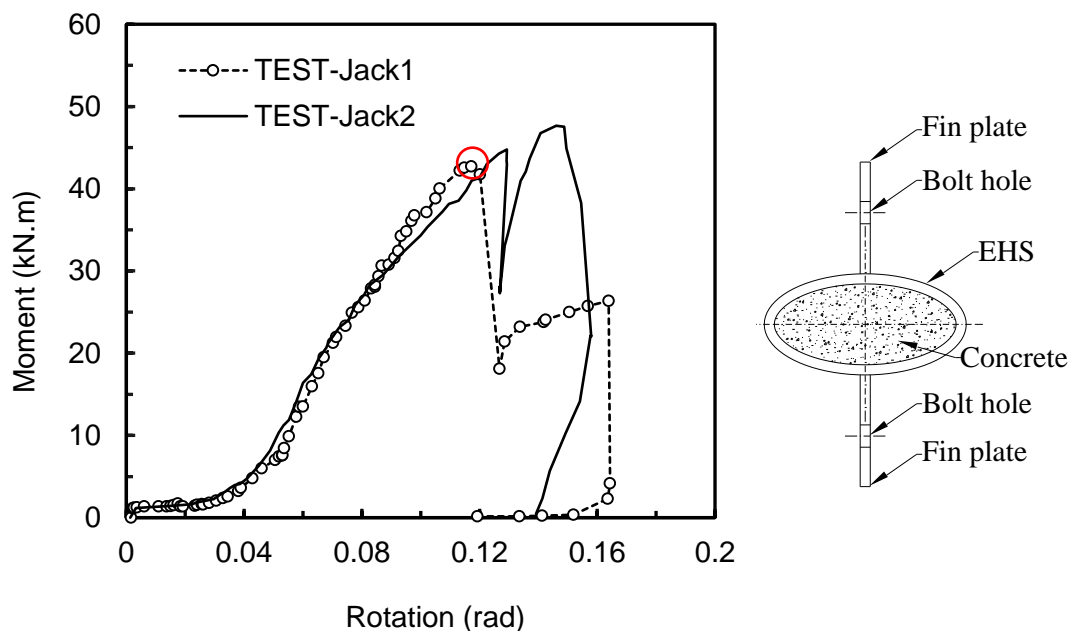 60
50
40
30
20
10
0
Moment (kN.m)
TEST-Jack1
TEST-Jack2
0
0.04
0.08
0.12
0.16
0.2
Rotation (rad)
Fin plate
Bolt hole
EHS
Concrete
Bolt hole
Fin plate